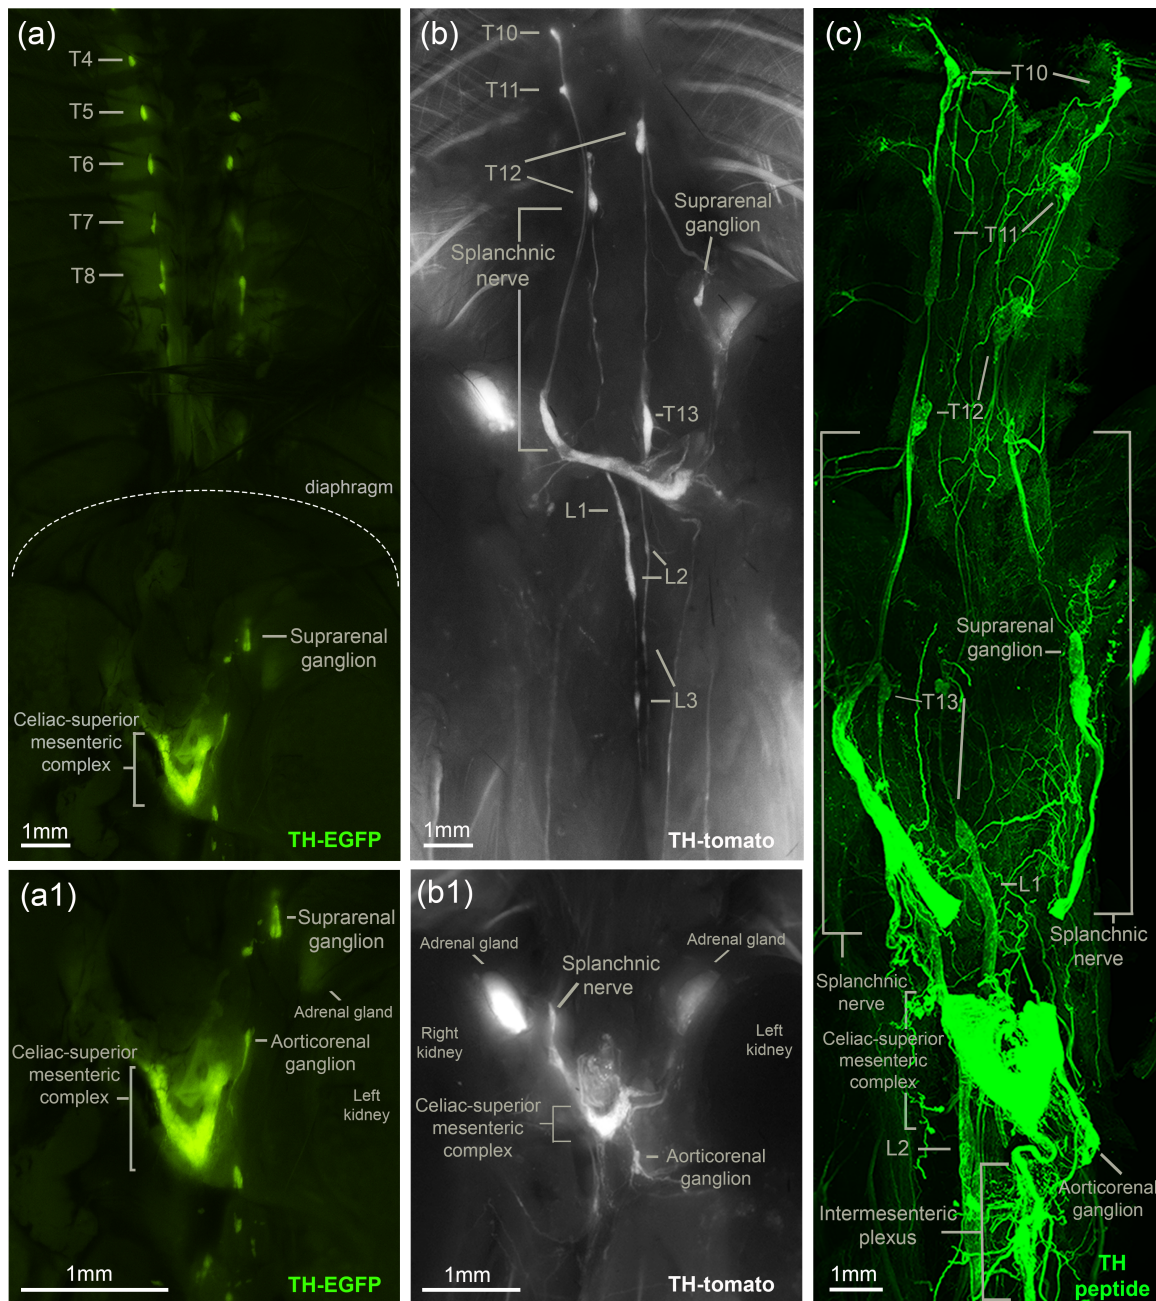 (a)
T4
T5
T6
T7
T8
diaphragm
Suprarenal
ganglion
Celiac-superior
mesenteric
complex
1mm
TH-EGFP
(b)
T10
T11
T12
Suprarenal
ganglion
Splanchnic
nerve
T13
L1
L2
L3
1mm
TH-tomato
(c)
T10
T11
T12
Suprarenal
ganglion
T13
L1
Splanchnic
nerve
Splanchnic
nerve
Celiac-superior
mesenteric
complex
L2
Aorticorenal
ganglion
Intermesenteric
plexus
1mm
TH
peptide
(a1)
Suprarenal
ganglion
Adrenal gland
Aorticorenal
ganglion
Celiac-superior
mesenteric
complex
Left
kidney
1mm
TH-EGFP
(b1)
Adrenal gland
Adrenal gland
Splanchnic
nerve
Right
kidney
Left
kidney
Celiac-superior
mesenteric
complex
Aorticorenal
ganglion
1mm
TH-tomato